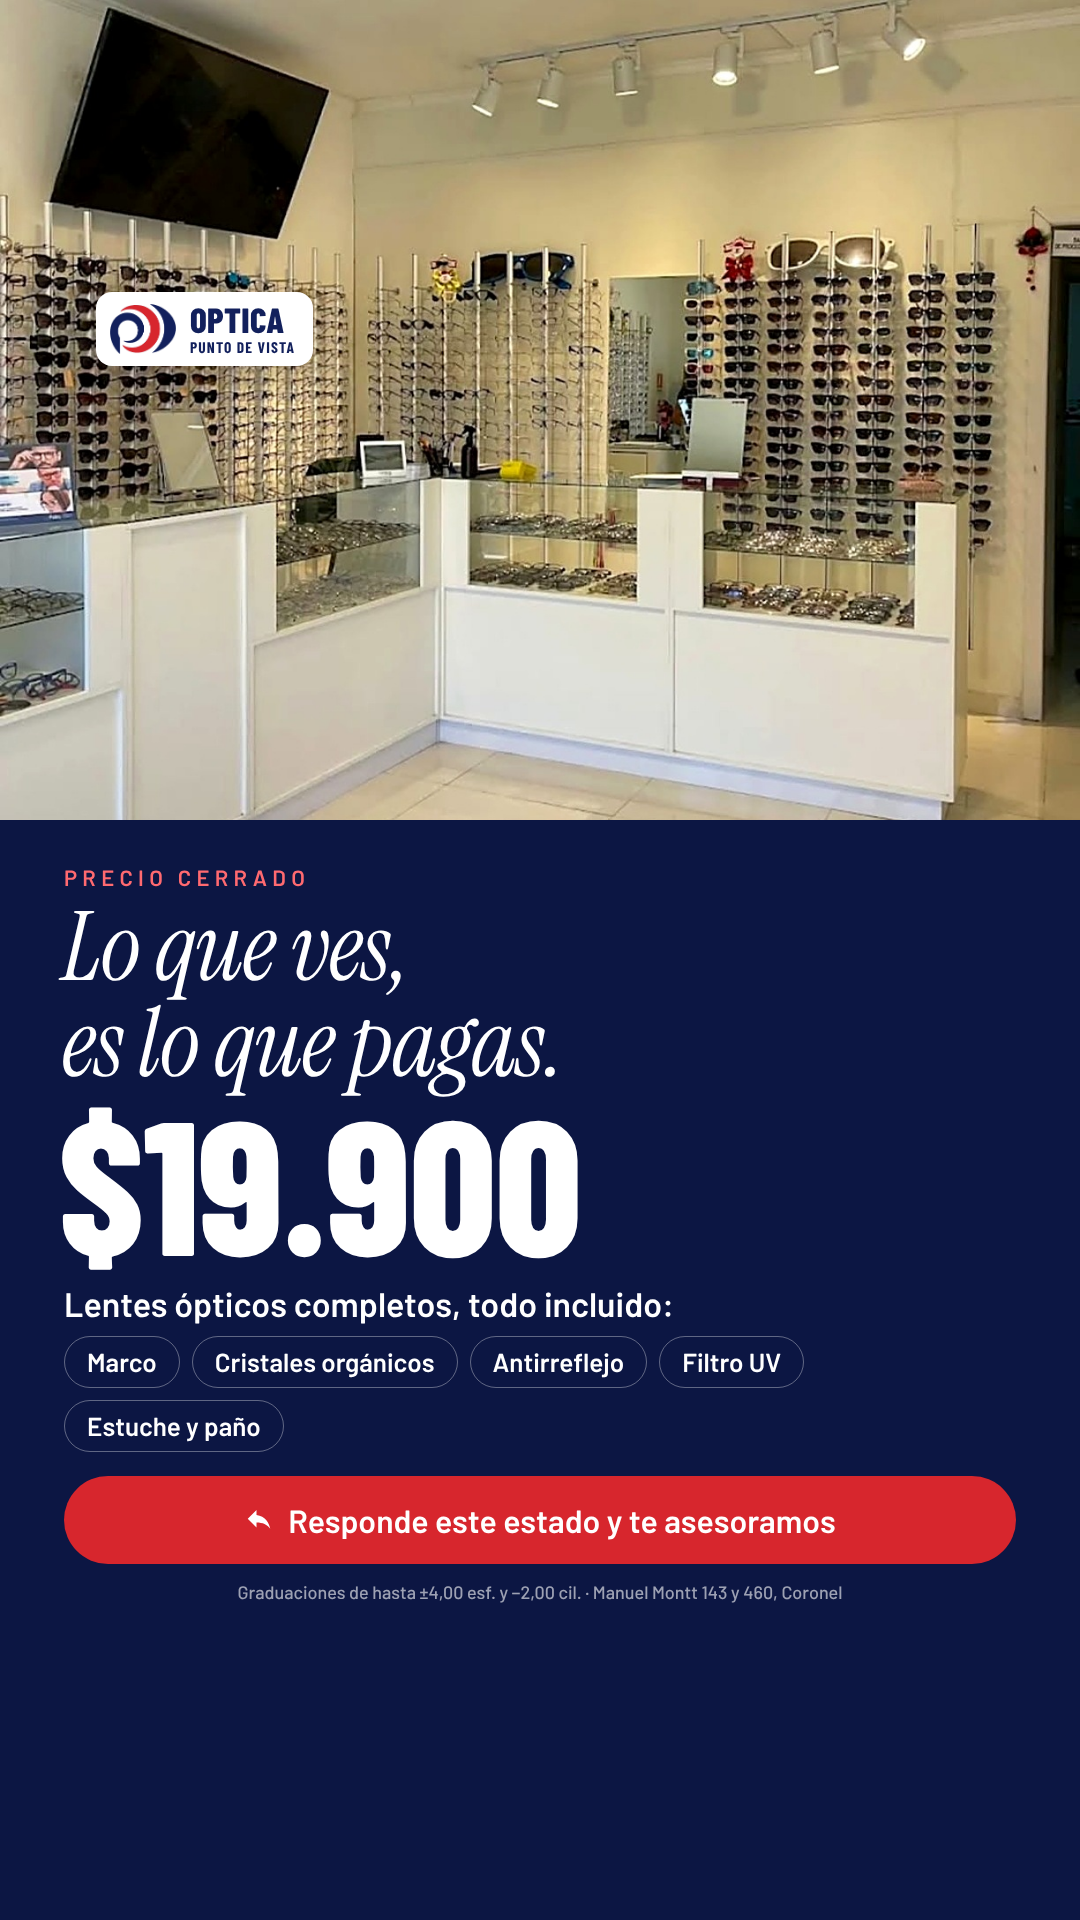 OPTICA
PUNTO DE VISTA
PRECIO CERRADO
Lo que ves,
es lo que pagas.
$19.900
Lentes ópticos completos, todo incluido:
Marco
Cristales orgánicos
Antirreflejo
Filtro UV
Estuche y paño
Responde este estado y te asesoramos
Graduaciones de hasta ±4,00 esf. y −2,00 cil. · Manuel Montt 143 y 460, Coronel